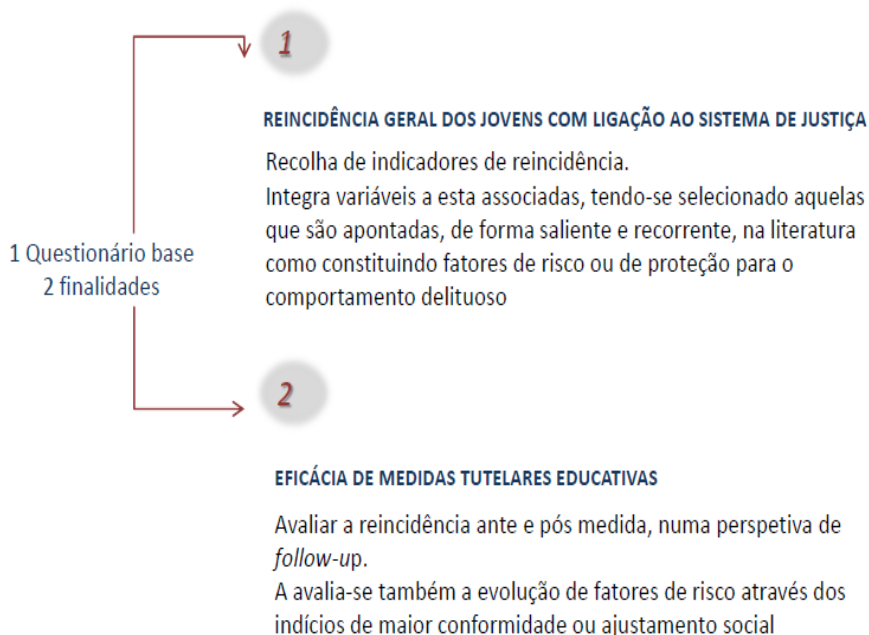 1
REINCIDÊNCIA GERAL DOS JOVENS COM LIGAÇÃO AO SISTEMA DE JUSTIÇA
Recolha de indicadores de reincidência.
Integra variáveis a esta associadas, tendo-se selecionado aquelas
que são apontadas, de forma saliente e recorrente, na literatura
como constituindo fatores de risco ou de proteção para o
comportamento delituoso
1 Questionário base
2 finalidades
2
EFICÁCIA DE MEDIDAS TUTELARES EDUCATIVAS
Avaliar a reincidência ante e pós medida, numa perspetiva de
follow-up.
A avalia-se também a evolução de fatores de risco através dos
indícios de maior conformidade ou ajustamento social